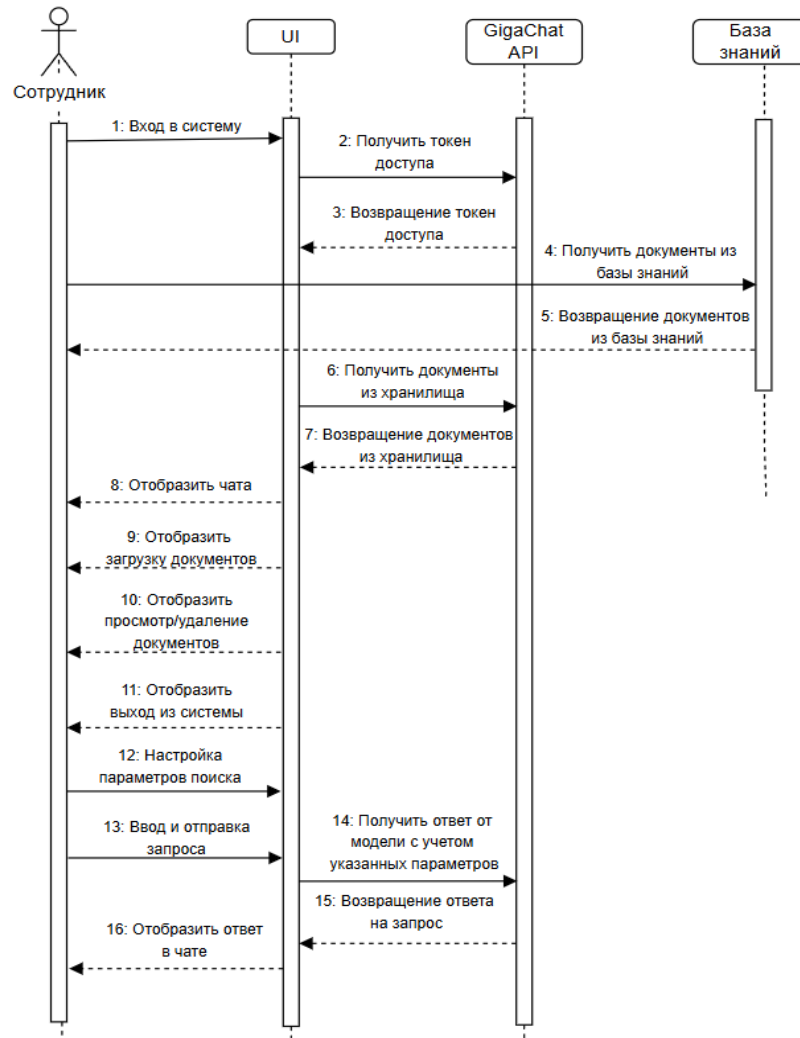 UI
GigaChat
API
База
знаний
Сотрудник
1: Вход в систему
2: Получить токен
доступа
3: Возвращение токен
доступа
4: Получить документы из
базы знаний
5: Возвращение документов
из базы знаний
6: Получить документы
из хранилища
7: Возвращение документов
из хранилища
8: Отобразить чата
9: Отобразить
загрузку документов
10: Отобразить
просмотр/удаление
документов
11: Отобразить
выход из системы
12: Настройка
параметров поиска
13: Ввод и отправка
запроса
14: Получить ответ от
модели с учетом
указанных параметров
15: Возвращение ответа
на запрос
16: Отобразить ответ
в чате